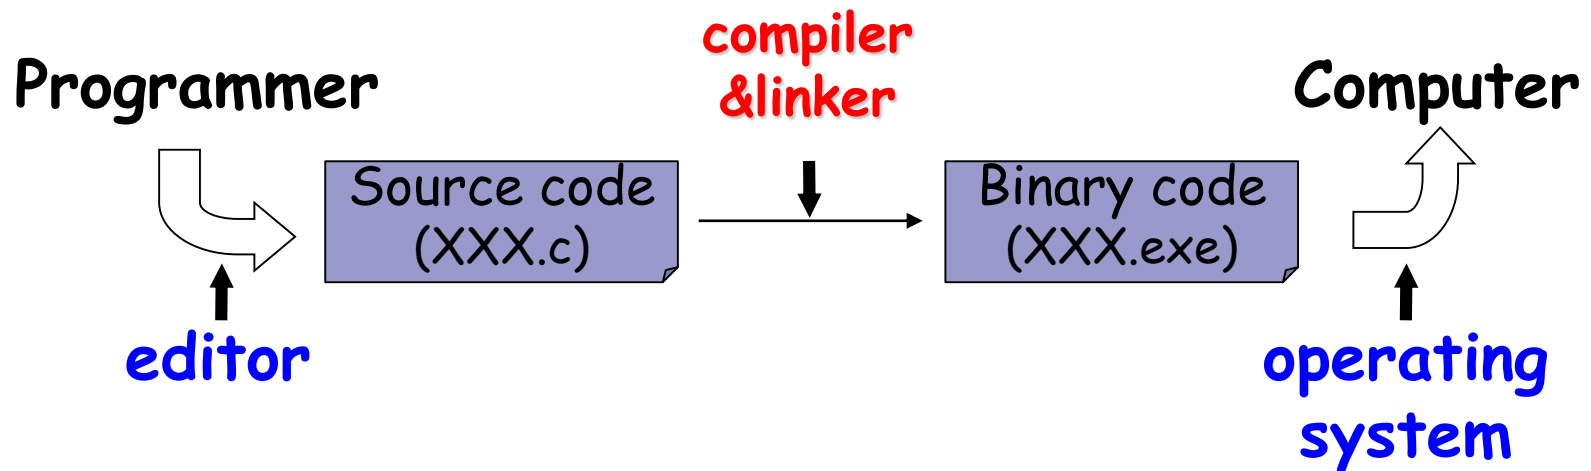 Programmer
compiler
&linker
Computer
Source code
(XXX.c)
Binary code
(XXX.exe)
editor
operating
system